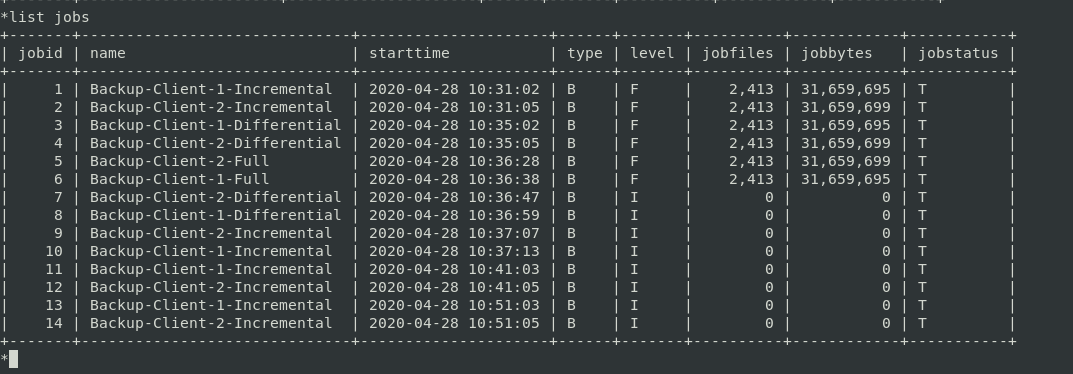 *list jobs
+-------+------------------------------+---------------------+------+-------+----------+------------+-----------+
| jobid | name                         | starttime           | type | level | jobfiles | jobbytes   | jobstatus |
+-------+------------------------------+---------------------+------+-------+----------+------------+-----------+
|     1 | Backup-Client-1-Incremental  | 2020-04-28 10:31:02 | B    | F     |    2,413 | 31,659,695 | T         |
|     2 | Backup-Client-2-Incremental  | 2020-04-28 10:31:05 | B    | F     |    2,413 | 31,659,699 | T         |
|     3 | Backup-Client-1-Differential | 2020-04-28 10:35:02 | B    | F     |    2,413 | 31,659,695 | T         |
|     4 | Backup-Client-2-Differential | 2020-04-28 10:35:05 | B    | F     |    2,413 | 31,659,699 | T         |
|     5 | Backup-Client-2-Full         | 2020-04-28 10:36:28 | B    | F     |    2,413 | 31,659,699 | T         |
|     6 | Backup-Client-1-Full         | 2020-04-28 10:36:38 | B    | F     |    2,413 | 31,659,695 | T         |
|     7 | Backup-Client-2-Differential | 2020-04-28 10:36:47 | B    | I     |        0 |          0 | T         |
|     8 | Backup-Client-1-Differential | 2020-04-28 10:36:59 | B    | I     |        0 |          0 | T         |
|     9 | Backup-Client-2-Incremental  | 2020-04-28 10:37:07 | B    | I     |        0 |          0 | T         |
|    10 | Backup-Client-1-Incremental  | 2020-04-28 10:37:13 | B    | I     |        0 |          0 | T         |
|    11 | Backup-Client-1-Incremental  | 2020-04-28 10:41:03 | B    | I     |        0 |          0 | T         |
|    12 | Backup-Client-2-Incremental  | 2020-04-28 10:41:05 | B    | I     |        0 |          0 | T         |
|    13 | Backup-Client-1-Incremental  | 2020-04-28 10:51:03 | B    | I     |        0 |          0 | T         |
|    14 | Backup-Client-2-Incremental  | 2020-04-28 10:51:05 | B    | I     |        0 |          0 | T         |
+-------+------------------------------+---------------------+------+-------+----------+------------+-----------+
*